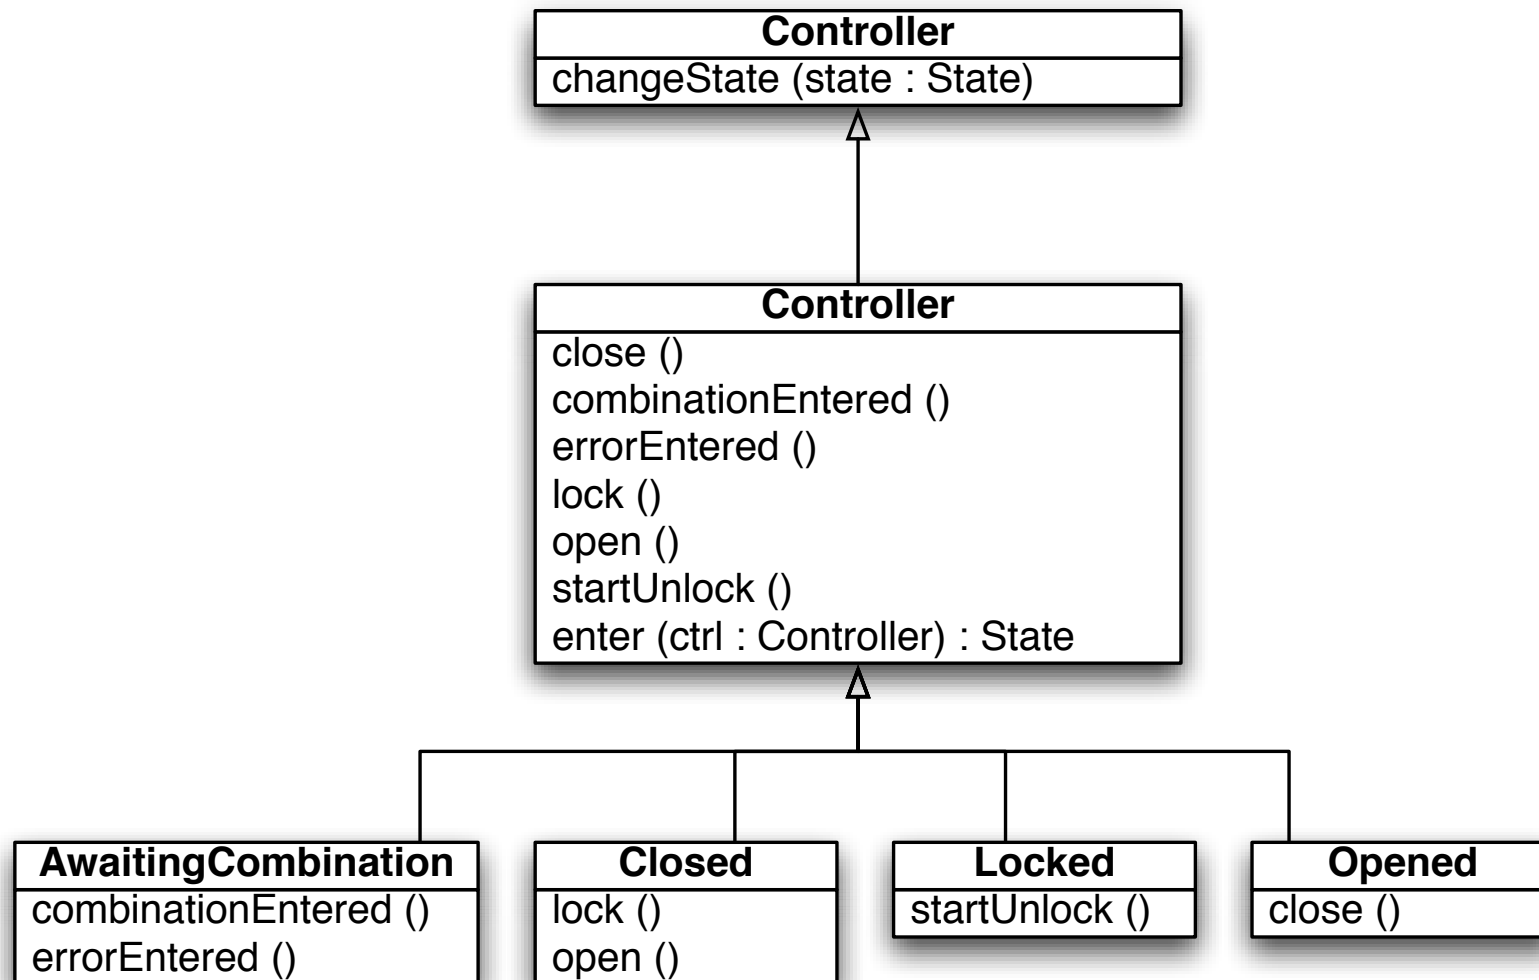 Controller
changeState (state : State)
Controller
close ()
combinationEntered ()
errorEntered ()
lock ()
open ()
startUnlock ()
enter (ctrl : Controller) : State
AwaitingCombination
combinationEntered ()
errorEntered ()
Closed
lock ()
open ()
Locked
startUnlock ()
Opened
close ()